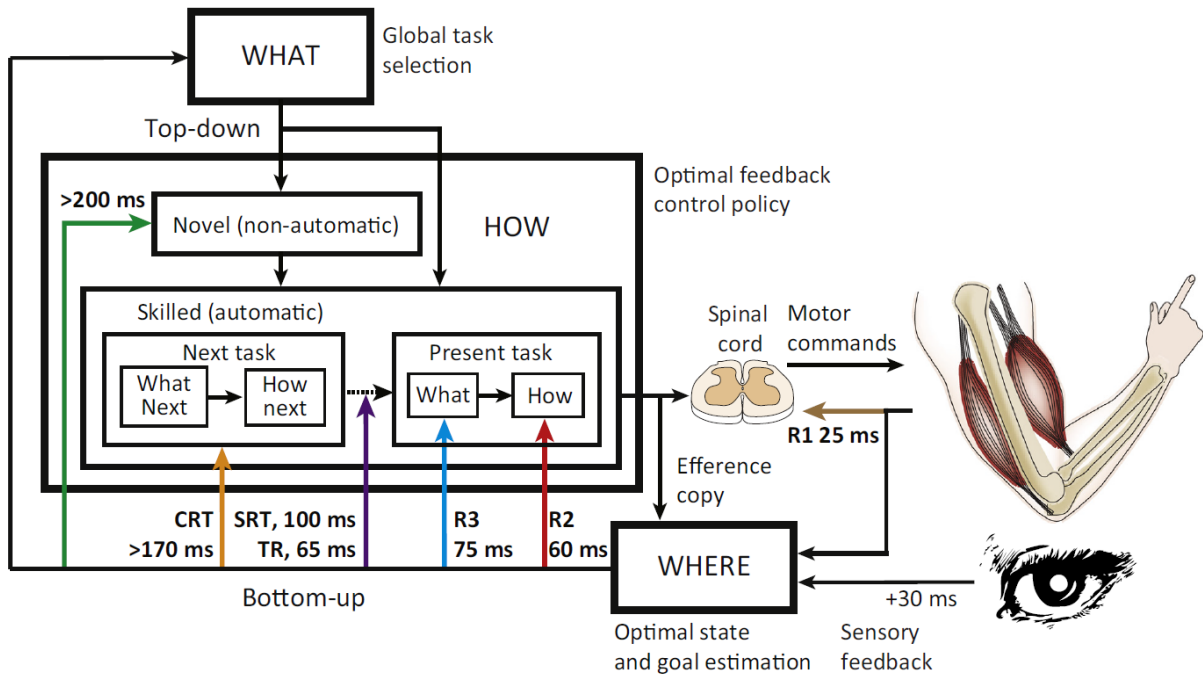 WHAT
Global task
selection
Top-down
Optimal feedback
control policy
>200 ms
Novel (non-automatic)
HOW
Skilled (automatic)
Next task
What
Next
How
next
Present task
What
How
Spinal
cord
Motor
commands
R1 25 ms
Efference
copy
CRT
>170 ms
SRT, 100 ms
TR, 65 ms
R3
75 ms
R2
60 ms
WHERE
+30 ms
Bottom-up
Optimal state
and goal estimation
Sensory
feedback